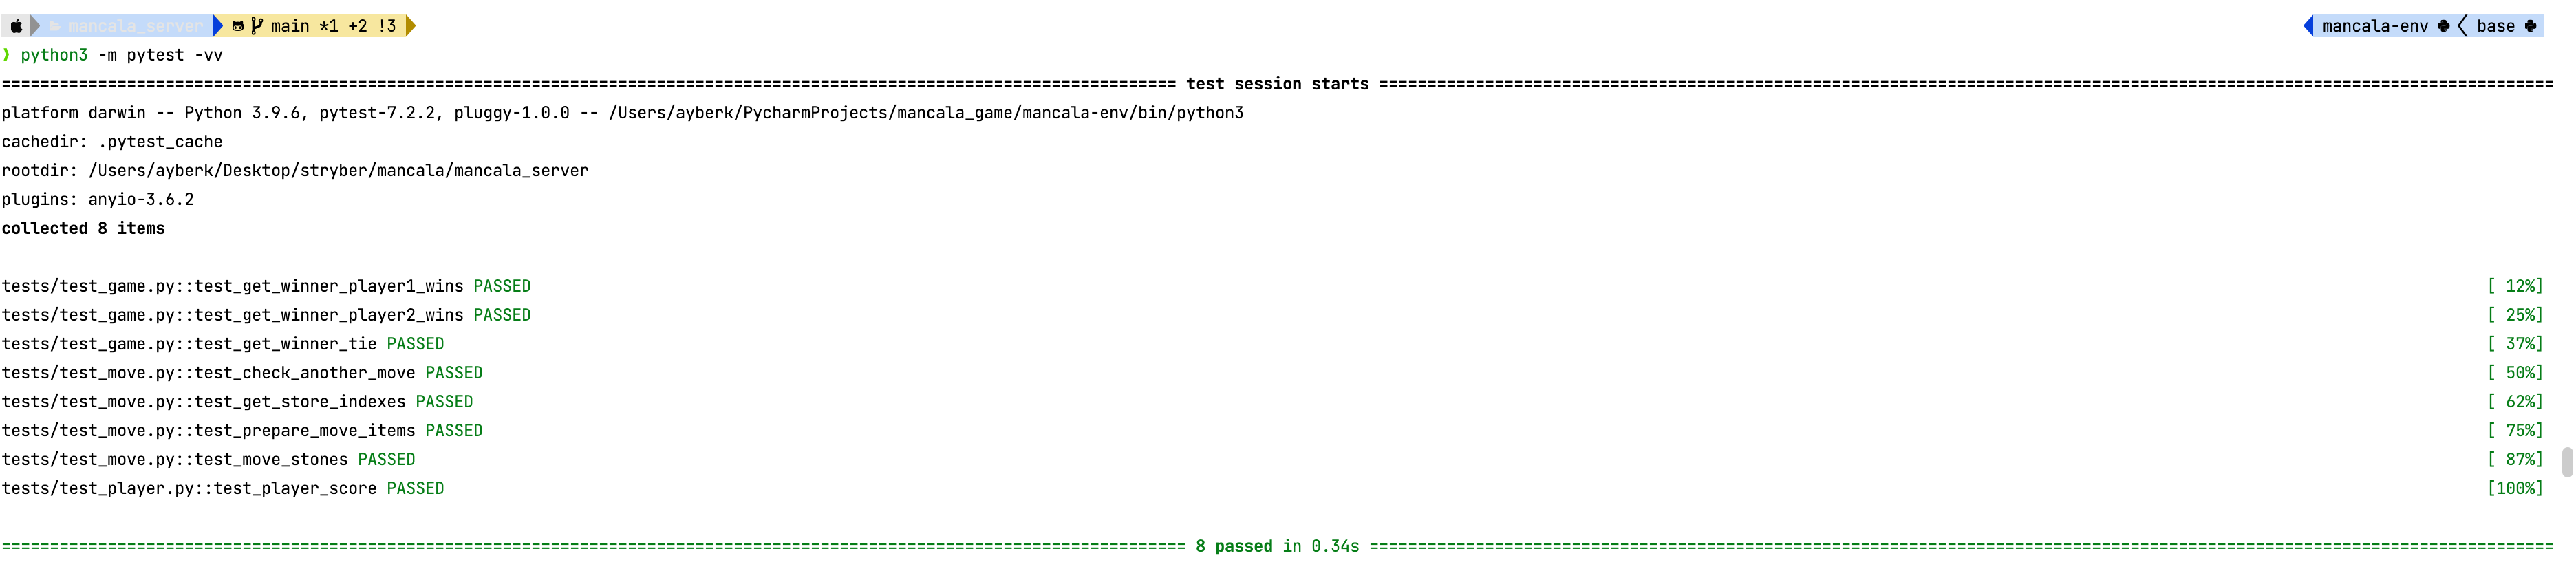 mancala_server main *1 +2 !3 mancala-env base
❯ python3 -m pytest -vv
============================= test session starts =============================
platform darwin -- Python 3.9.6, pytest-7.2.2, pluggy-1.0.0 -- /Users/ayberk/PycharmProjects/mancala_game/mancala-env/bin/python3
cachedir: .pytest_cache
rootdir: /Users/ayberk/Desktop/stryber/mancala/mancala_server
plugins: anyio-3.6.2
collected 8 items
tests/test_game.py::test_get_winner_player1_wins PASSED [ 12%]
tests/test_game.py::test_get_winner_player2_wins PASSED [ 25%]
tests/test_game.py::test_get_winner_tie PASSED [ 37%]
tests/test_move.py::test_check_another_move PASSED [ 50%]
tests/test_move.py::test_get_store_indexes PASSED [ 62%]
tests/test_move.py::test_prepare_move_items PASSED [ 75%]
tests/test_move.py::test_move_stones PASSED [ 87%]
tests/test_player.py::test_player_score PASSED [100%]
============================= 8 passed in 0.34s =============================